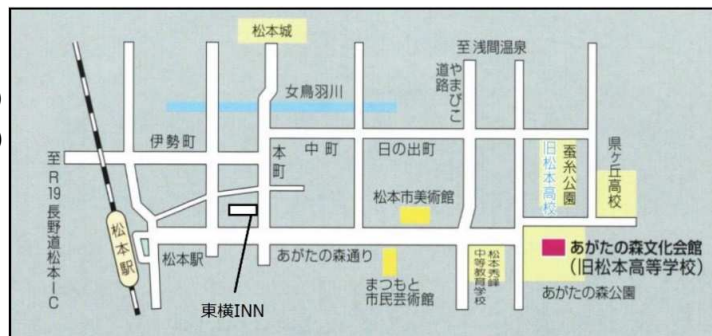 松本城
至浅間温泉
女鳥羽川
やまびこ
道路
伊勢町
本町
中町
日の出町
旧松本高校
蚕糸公園
県ヶ丘高校
至R19長野道松本IC
松本市美術館
松本駅
松本駅
あがたの森通り
まつもと
市民芸術館
松本秀峰
中等教育学校
あがたの森文化会館
(旧松本高等学校)
あがたの森公園
東横INN